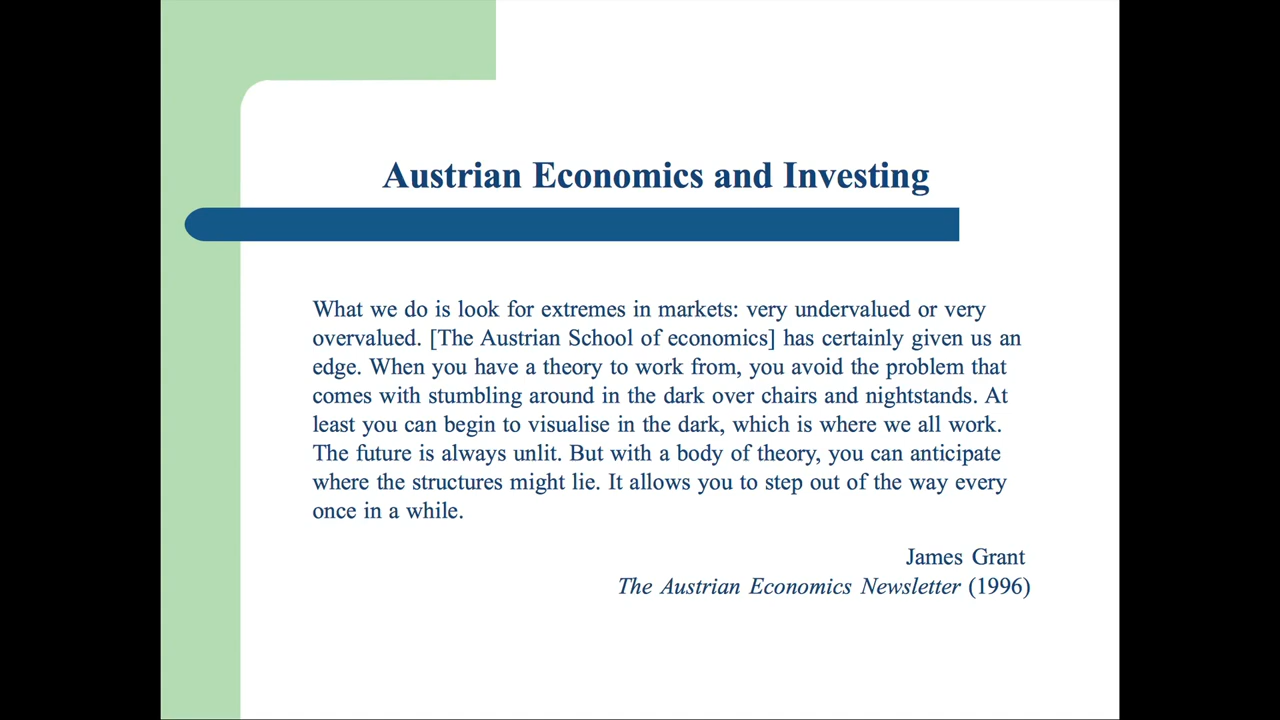 Austrian Economics and Investing
What we do is look for extremes in markets: very undervalued or very
overvalued. [The Austrian School of economics] has certainly given us an
edge. When you have a theory to work from, you avoid the problem that
comes with stumbling around in the dark over chairs and nightstands. At
least you can begin to visualise in the dark, which is where we all work.
The future is always unlit. But with a body of theory, you can anticipate
where the structures might lie. It allows you to step out of the way every
once in a while.
James Grant
The Austrian Economics Newsletter (1996)